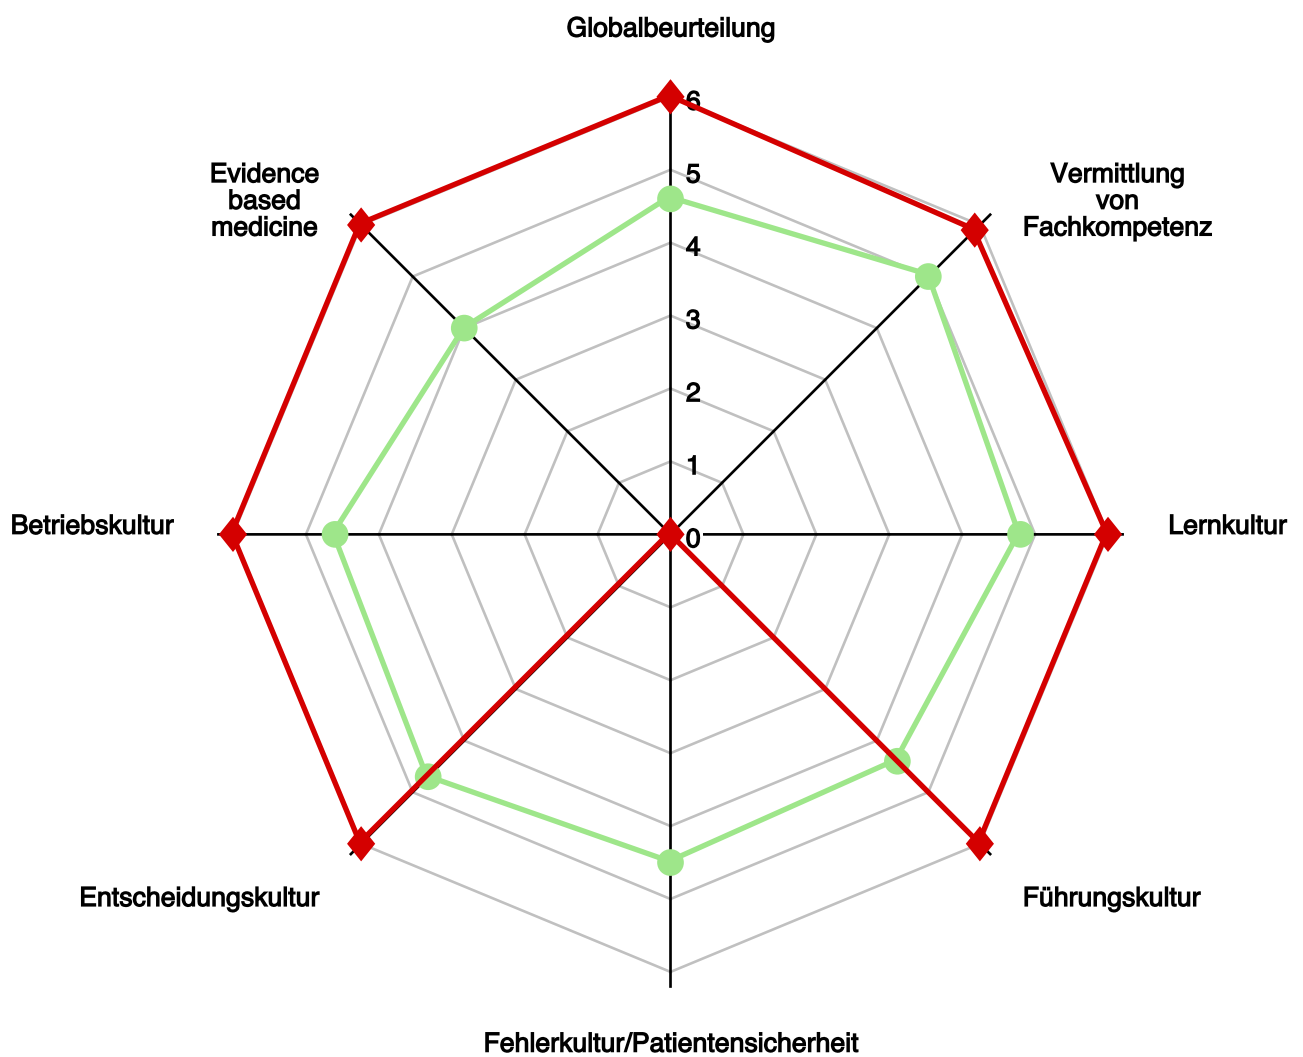 Globalbeurteilung
6
Evidence
based
medicine
5
Vermittlung
von
Fachkompetenz
4
3
2
1
Betriebskultur
0
Lernkultur
Entscheidungskultur
Führungskultur
Fehlerkultur/Patientensicherheit